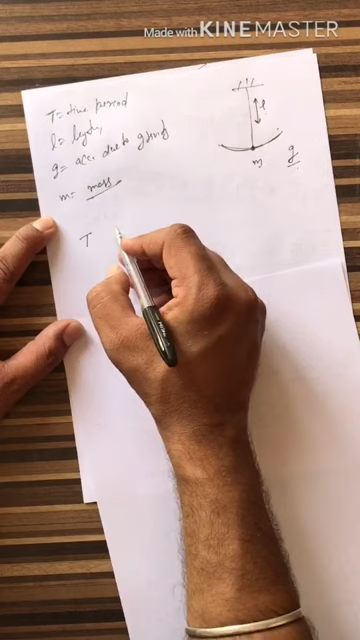 Made with KINEMASTER
T = time period
l = length
g = acc. due to gravity
m = mass
l
m
g
T